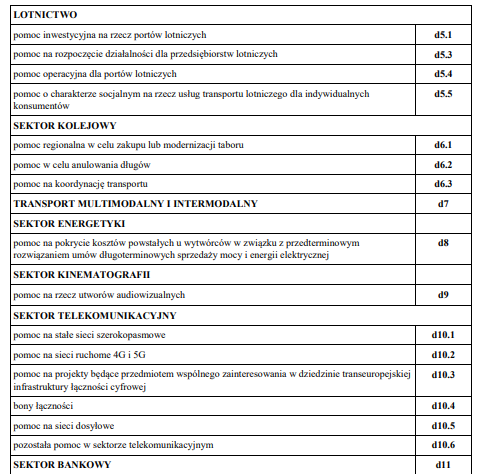 LOTNICTWO
pomoc inwestycyjna na rzecz portów lotniczych d5.1
pomoc na rozpoczęcie działalności dla przedsiębiorstw lotniczych d5.3
pomoc operacyjna dla portów lotniczych d5.4
pomoc o charakterze socjalnym na rzecz usług transportu lotniczego dla indywidualnych d5.5
konsumentów
SEKTOR KOLEJOWY
pomoc regionalna w celu zakupu lub modernizacji taboru d6.1
pomoc w celu anulowania długów d6.2
pomoc na koordynację transportu d6.3
TRANSPORT MULTIMODALNY I INTERMODALNY d7
SEKTOR ENERGETYKI
pomoc na pokrycie kosztów powstałych u wytwórców w związku z przedterminowym d8
rozwiązaniem umów długoterminowych sprzedaży mocy i energii elektrycznej
SEKTOR KINEMATOGRAFII
pomoc na rzecz utworów audiowizualnych d9
SEKTOR TELEKOMUNIKACYJNY
pomoc na stałe sieci szerokopasmowe d10.1
pomoc na sieci ruchome 4G i 5G d10.2
pomoc na projekty będące przedmiotem wspólnego zainteresowania w dziedzinie transeuropejskiej d10.3
infrastruktury łączności cyfrowej
bony łączności d10.4
pomoc na sieci dosyłowe d10.5
pozostała pomoc w sektorze telekomunikacyjnym d10.6
SEKTOR BANKOWY d11